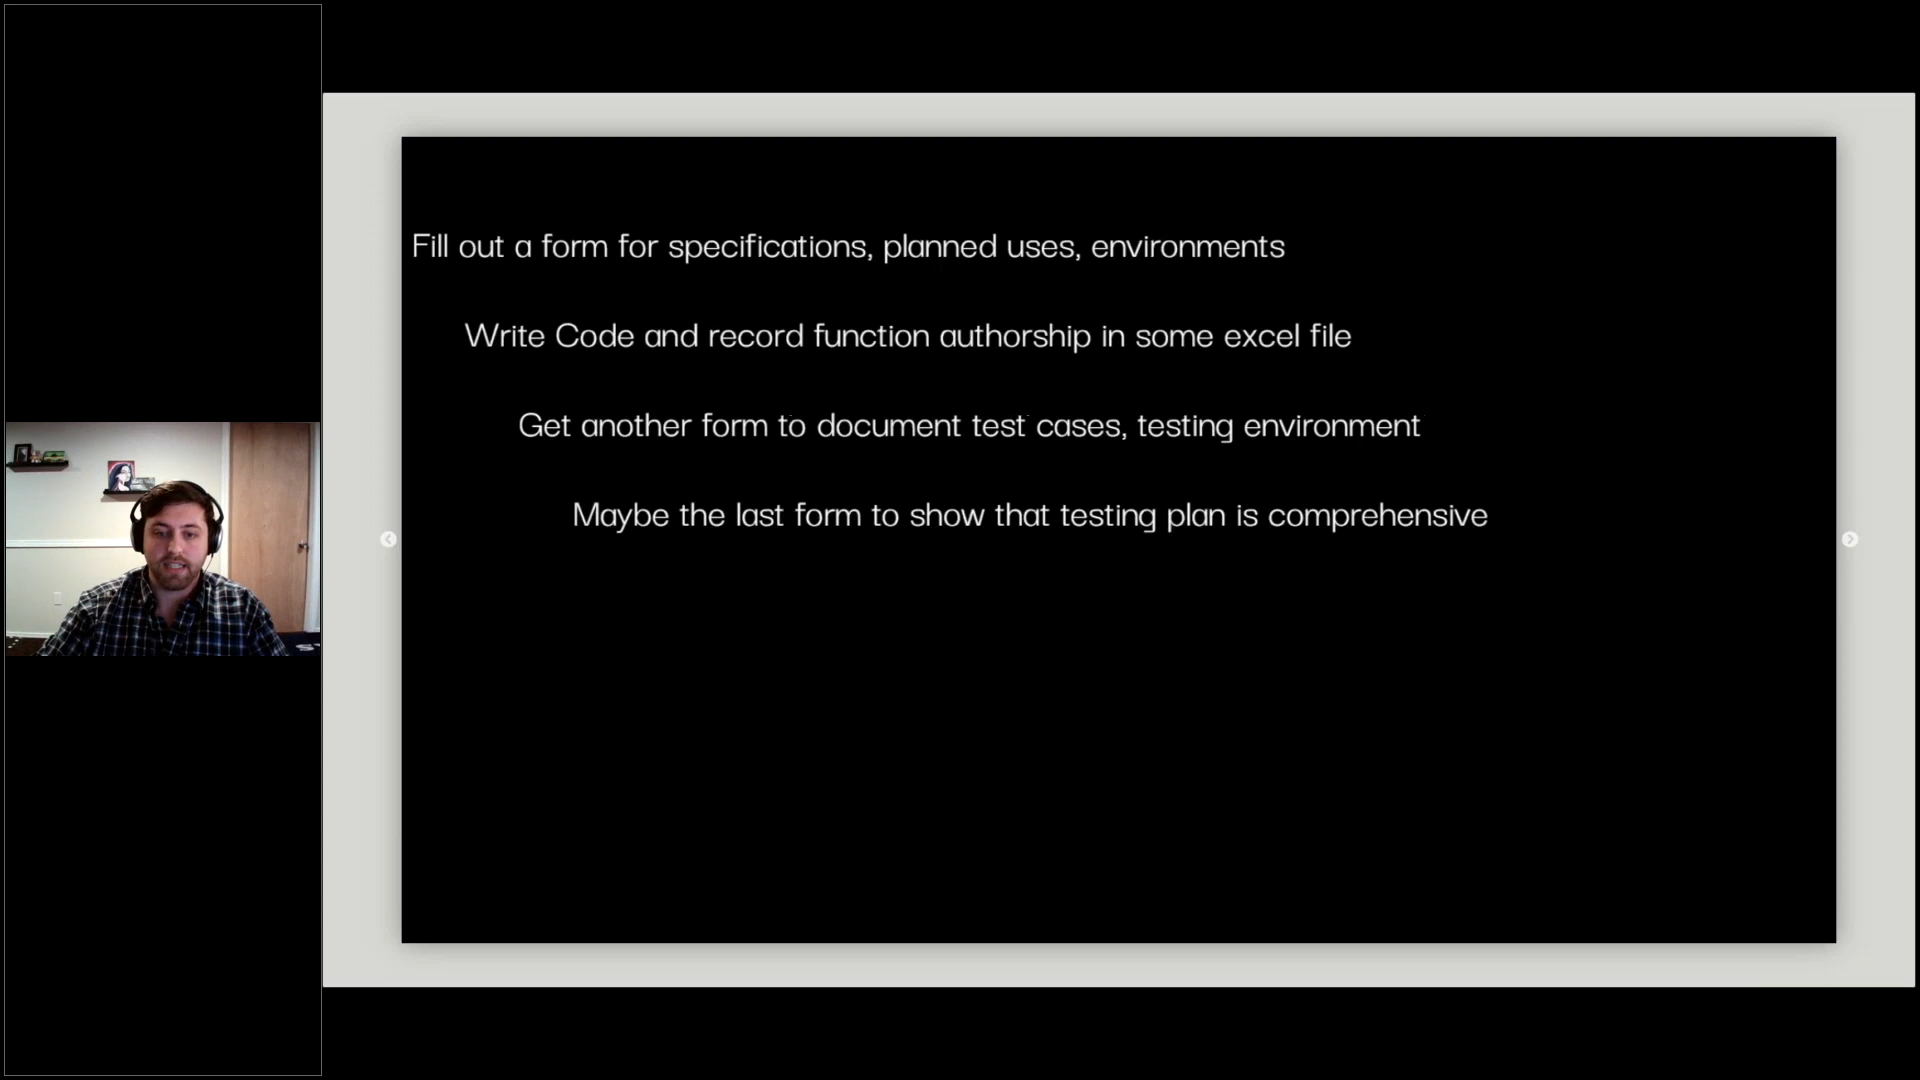 Fill out a form for specifications, planned uses, environments
Write Code and record function authorship in some excel file
Get another form to document test cases, testing environment
Maybe the last form to show that testing plan is comprehensive